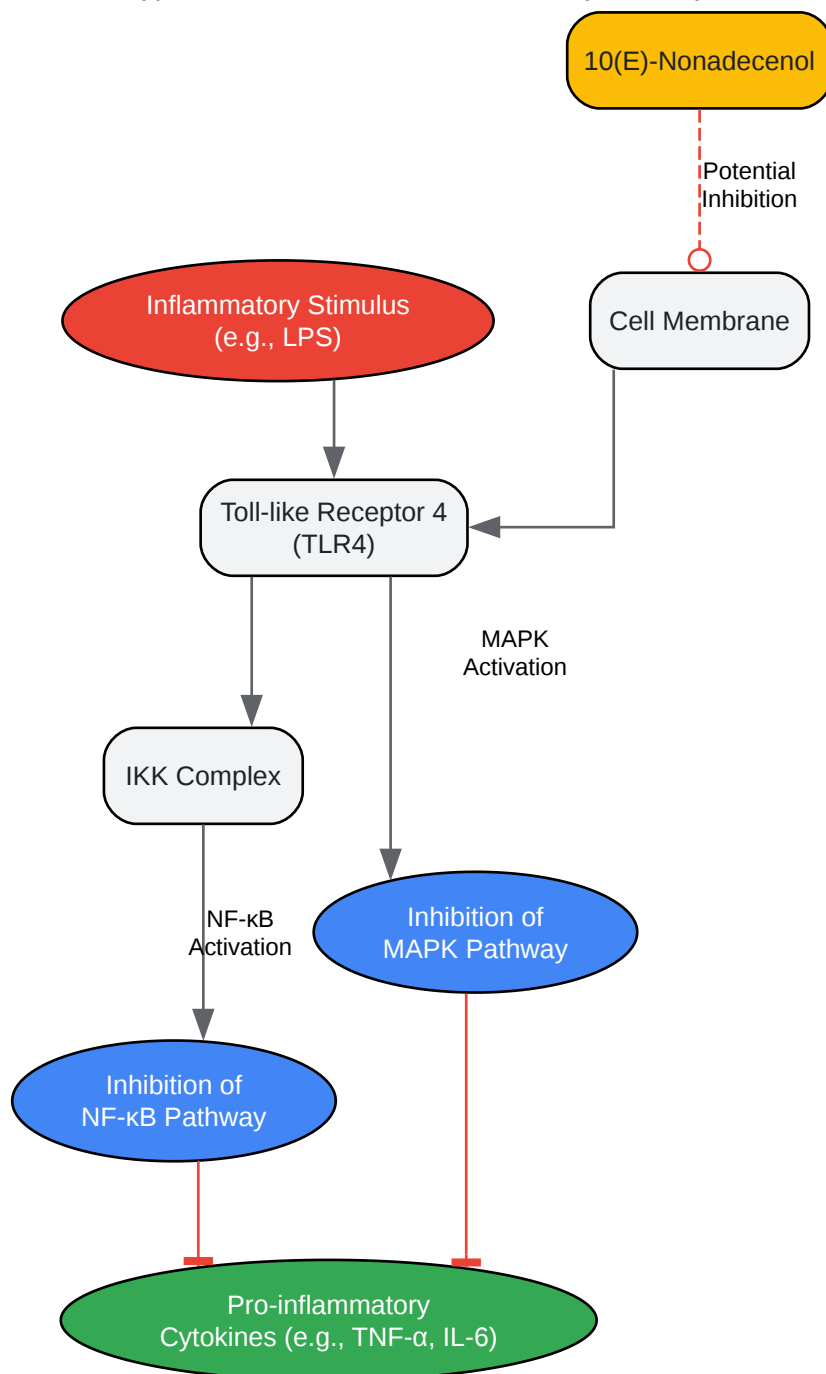 10(E)-Nonadecenol
Potential
Inhibition
Inflammatory Stimulus
(e.g., LPS)
Cell Membrane
Toll-like Receptor 4
(TLR4)
MAPK
Activation
IKK Complex
NF-κB
Activation
Inhibition of
MAPK Pathway
Inhibition of
NF-κB Pathway
Pro-inflammatory
Cytokines (e.g., TNF-α, IL-6)